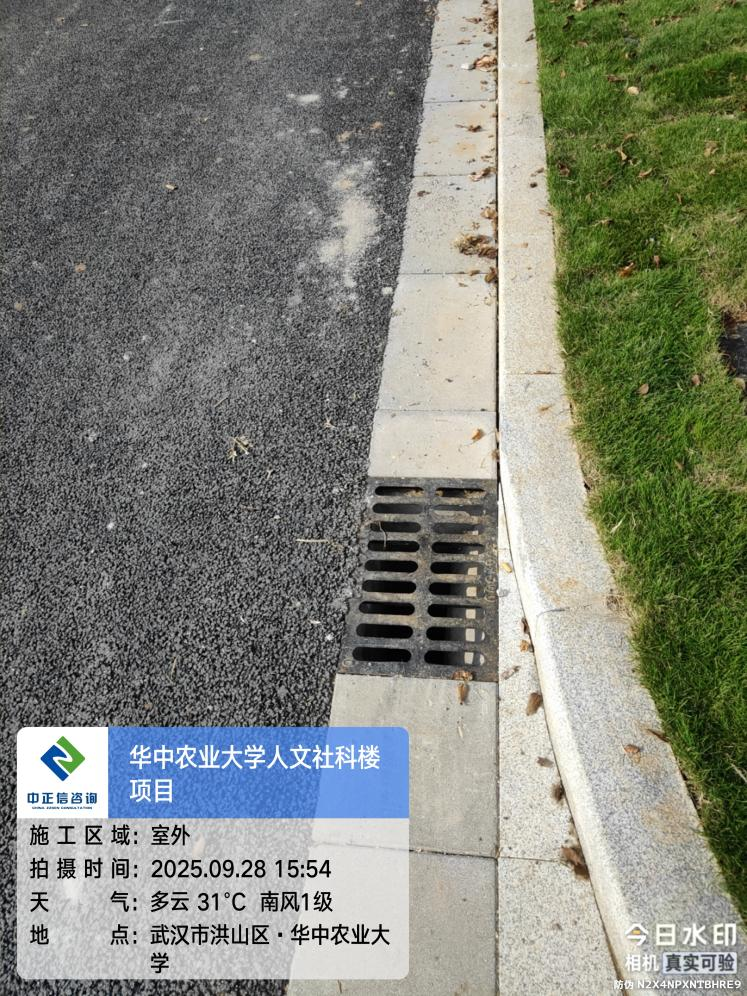 华中农业大学人文社科楼
项目
中正信咨询
施工区域：室外
拍摄时间：2025.09.28 15:54
天气：多云 31℃ 南风1级
地点：武汉市洪山区·华中农业大
学
今日水印
相机 真实可验
防伪 N2X4NPXNTBHRE9